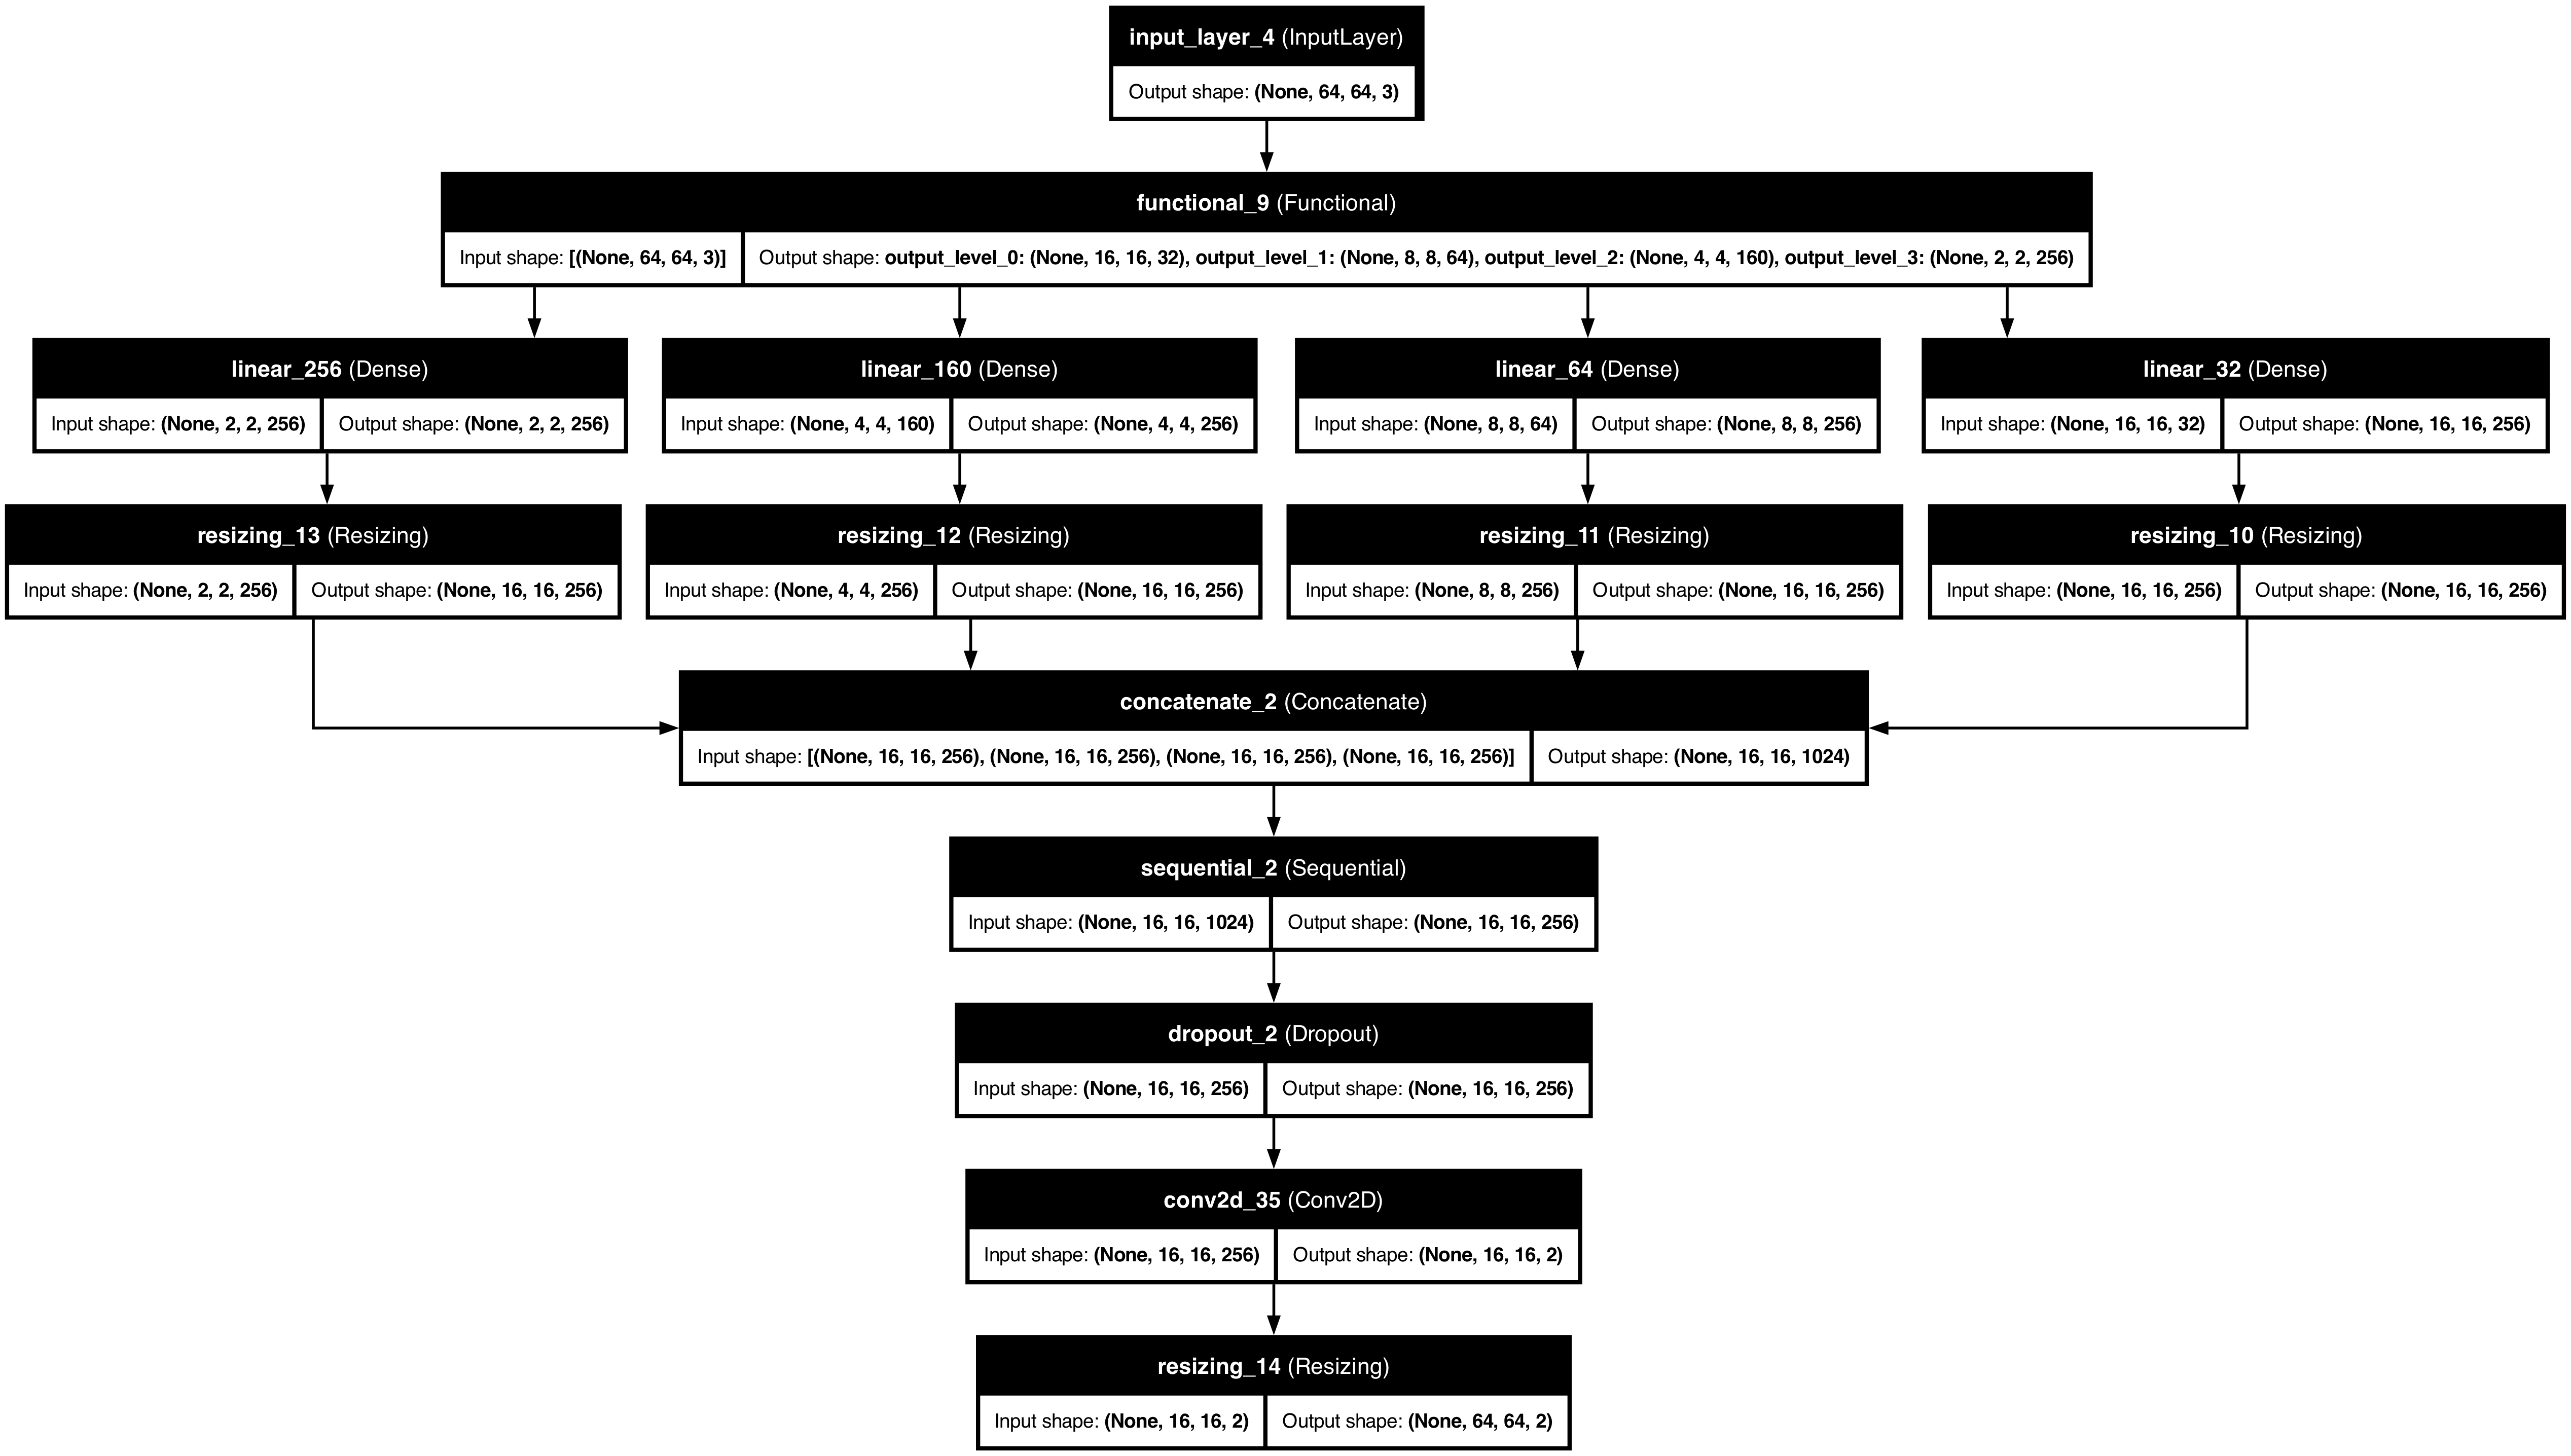 input_layer_4 (InputLayer)
Output shape: (None, 64, 64, 3)
functional_9 (Functional)
Input shape: [(None, 64, 64, 3)]
Output shape: output_level_0: (None, 16, 16, 32), output_level_1: (None, 8, 8, 64), output_level_2: (None, 4, 4, 160), output_level_3: (None, 2, 2, 256)
linear_256 (Dense)
Input shape: (None, 2, 2, 256)
Output shape: (None, 2, 2, 256)
linear_160 (Dense)
Input shape: (None, 4, 4, 160)
Output shape: (None, 4, 4, 256)
linear_64 (Dense)
Input shape: (None, 8, 8, 64)
Output shape: (None, 8, 8, 256)
linear_32 (Dense)
Input shape: (None, 16, 16, 32)
Output shape: (None, 16, 16, 256)
resizing_13 (Resizing)
Input shape: (None, 2, 2, 256)
Output shape: (None, 16, 16, 256)
resizing_12 (Resizing)
Input shape: (None, 4, 4, 256)
Output shape: (None, 16, 16, 256)
resizing_11 (Resizing)
Input shape: (None, 8, 8, 256)
Output shape: (None, 16, 16, 256)
resizing_10 (Resizing)
Input shape: (None, 16, 16, 256)
Output shape: (None, 16, 16, 256)
concatenate_2 (Concatenate)
Input shape: [(None, 16, 16, 256), (None, 16, 16, 256), (None, 16, 16, 256), (None, 16, 16, 256)]
Output shape: (None, 16, 16, 1024)
sequential_2 (Sequential)
Input shape: (None, 16, 16, 1024)
Output shape: (None, 16, 16, 256)
dropout_2 (Dropout)
Input shape: (None, 16, 16, 256)
Output shape: (None, 16, 16, 256)
conv2d_35 (Conv2D)
Input shape: (None, 16, 16, 256)
Output shape: (None, 16, 16, 2)
resizing_14 (Resizing)
Input shape: (None, 16, 16, 2)
Output shape: (None, 64, 64, 2)